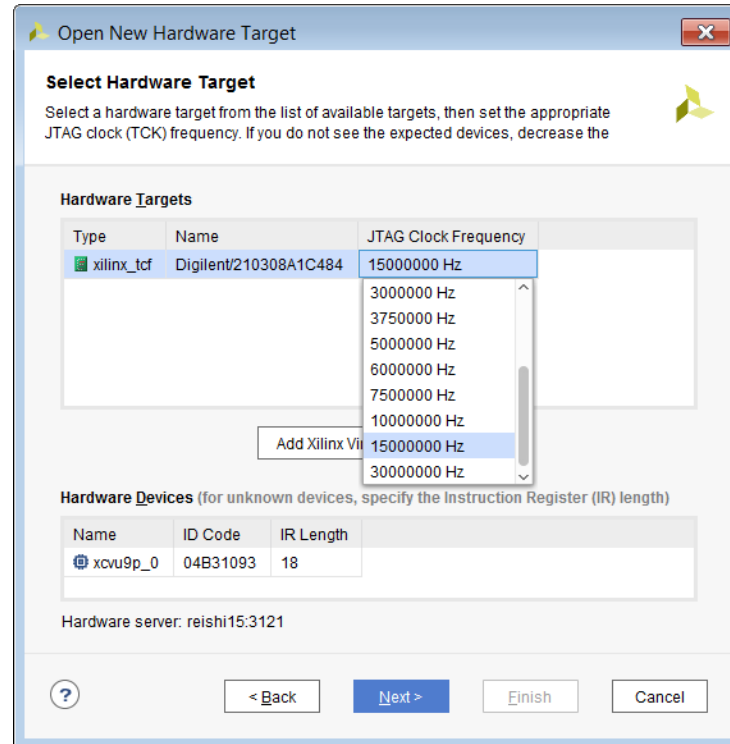 Open New Hardware Target
Select Hardware Target
Select a hardware target from the list of available targets, then set the appropriate
JTAG clock (TCK) frequency. If you do not see the expected devices, decrease the
Hardware Targets
Type Name JTAG Clock Frequency
xilinx_tcf Digilent/210308A1C484 15000000 Hz
3000000 Hz
3750000 Hz
5000000 Hz
6000000 Hz
7500000 Hz
10000000 Hz
Add Xilinx Vi 15000000 Hz
30000000 Hz
Hardware Devices (for unknown devices, specify the Instruction Register (IR) length)
Name ID Code IR Length
xcvu9p_0 04B31093 18
Hardware server: reishi15:3121
? < Back Next > Finish Cancel